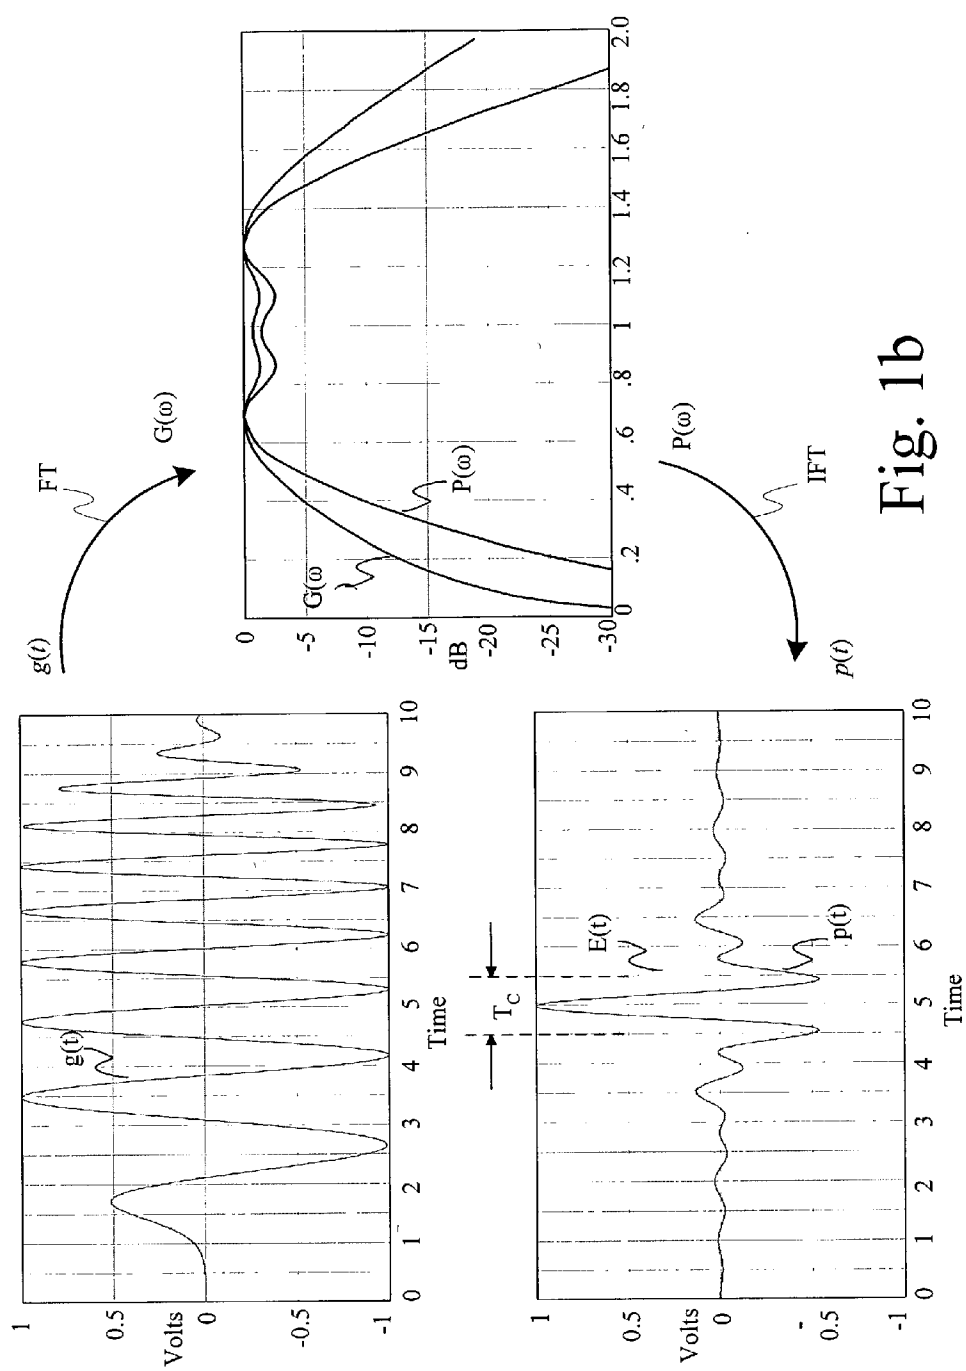 g(t)
FT
G(ω)
1
0.5
0
-0.5
-1
Volts
g(t)
0 1 2 3 4 5 6 7 8 9 10
Time
0
-5
-10
-15
-20
-25
-30
dB
G(ω
P(ω)
0 .2 .4 .6 .8 1 1.2 1.4 1.6 1.8 2.0
T_C
1
0.5
0
-
0.5
-1
Volts
E(t)
p(t)
0 1 2 3 4 5 6 7 8 9 10
Time
P(ω)
IFT
p(t)
Fig. 1b